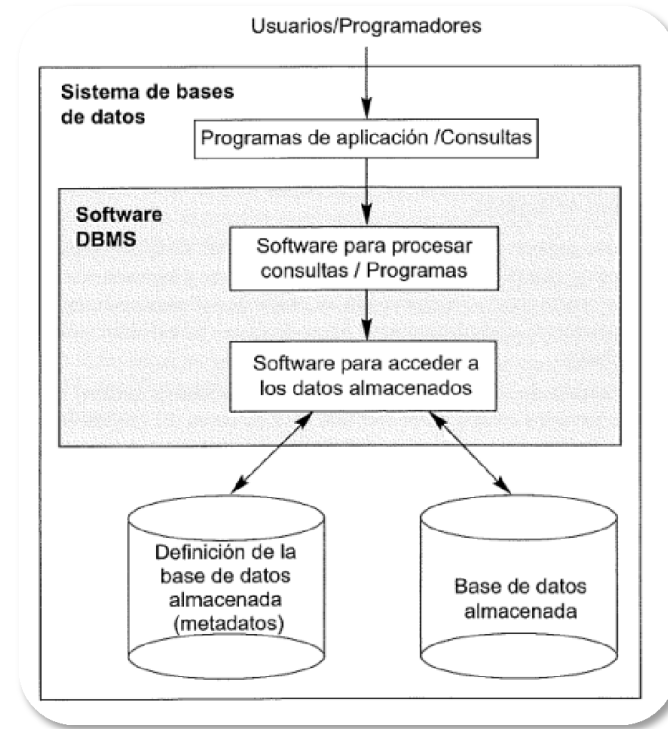 Usuarios/Programadores
Sistema de bases
de datos
Programas de aplicación /Consultas
Software
DBMS
Software para procesar
consultas / Programas
Software para acceder a
los datos almacenados
Definición de la
base de datos
almacenada
(metadatos)
Base de datos
almacenada